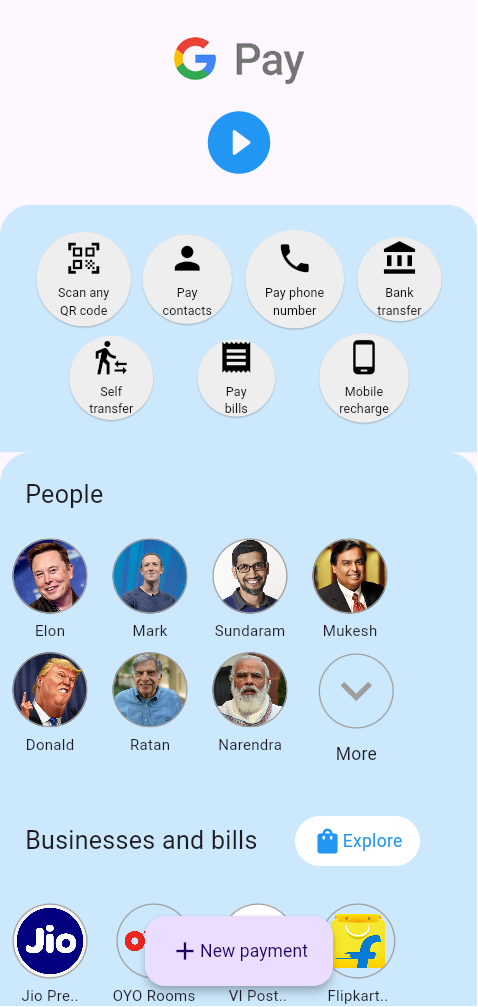 G Pay
Scan any
QR code
Pay
contacts
Pay phone
number
Bank
transfer
Self
transfer
Pay
bills
Mobile
recharge
People
Elon
Mark
Sundaram
Mukesh
Donald
Ratan
Narendra
More
Businesses and bills
Explore
Jio
New payment
Jio Pre..
OYO Rooms
VI Post..
Flipkart..